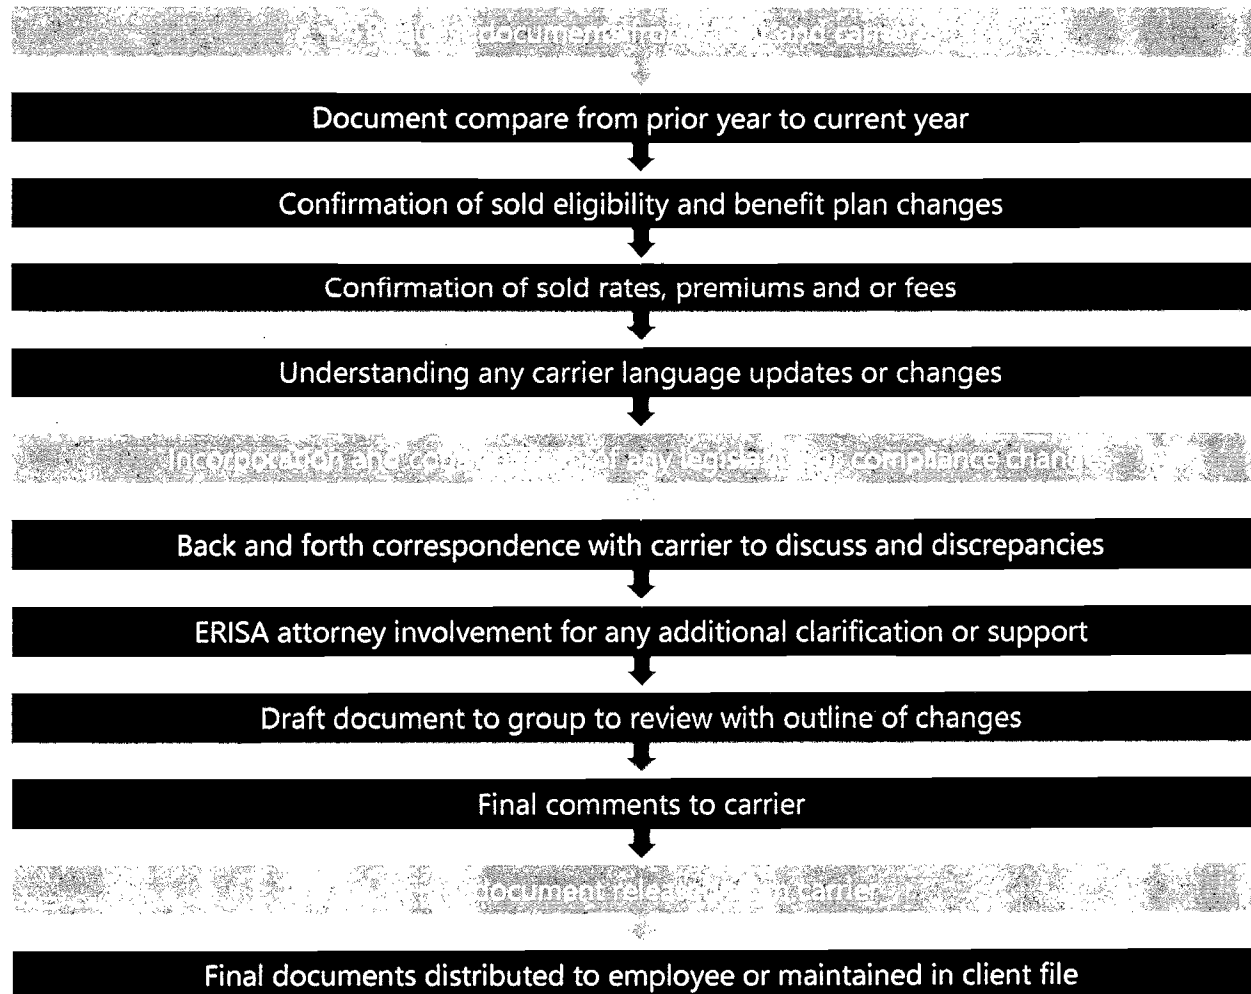 documents and carrier
Document compare from prior year to current year
Confirmation of sold eligibility and benefit plan changes
Confirmation of sold rates, premiums and or fees
Understanding any carrier language updates or changes
Incorporation and of any compliance changes
Back and forth correspondence with carrier to discuss and discrepancies
ERISA attorney involvement for any additional clarification or support
Draft document to group to review with outline of changes
Final comments to carrier
document carrier
Final documents distributed to employee or maintained in client file